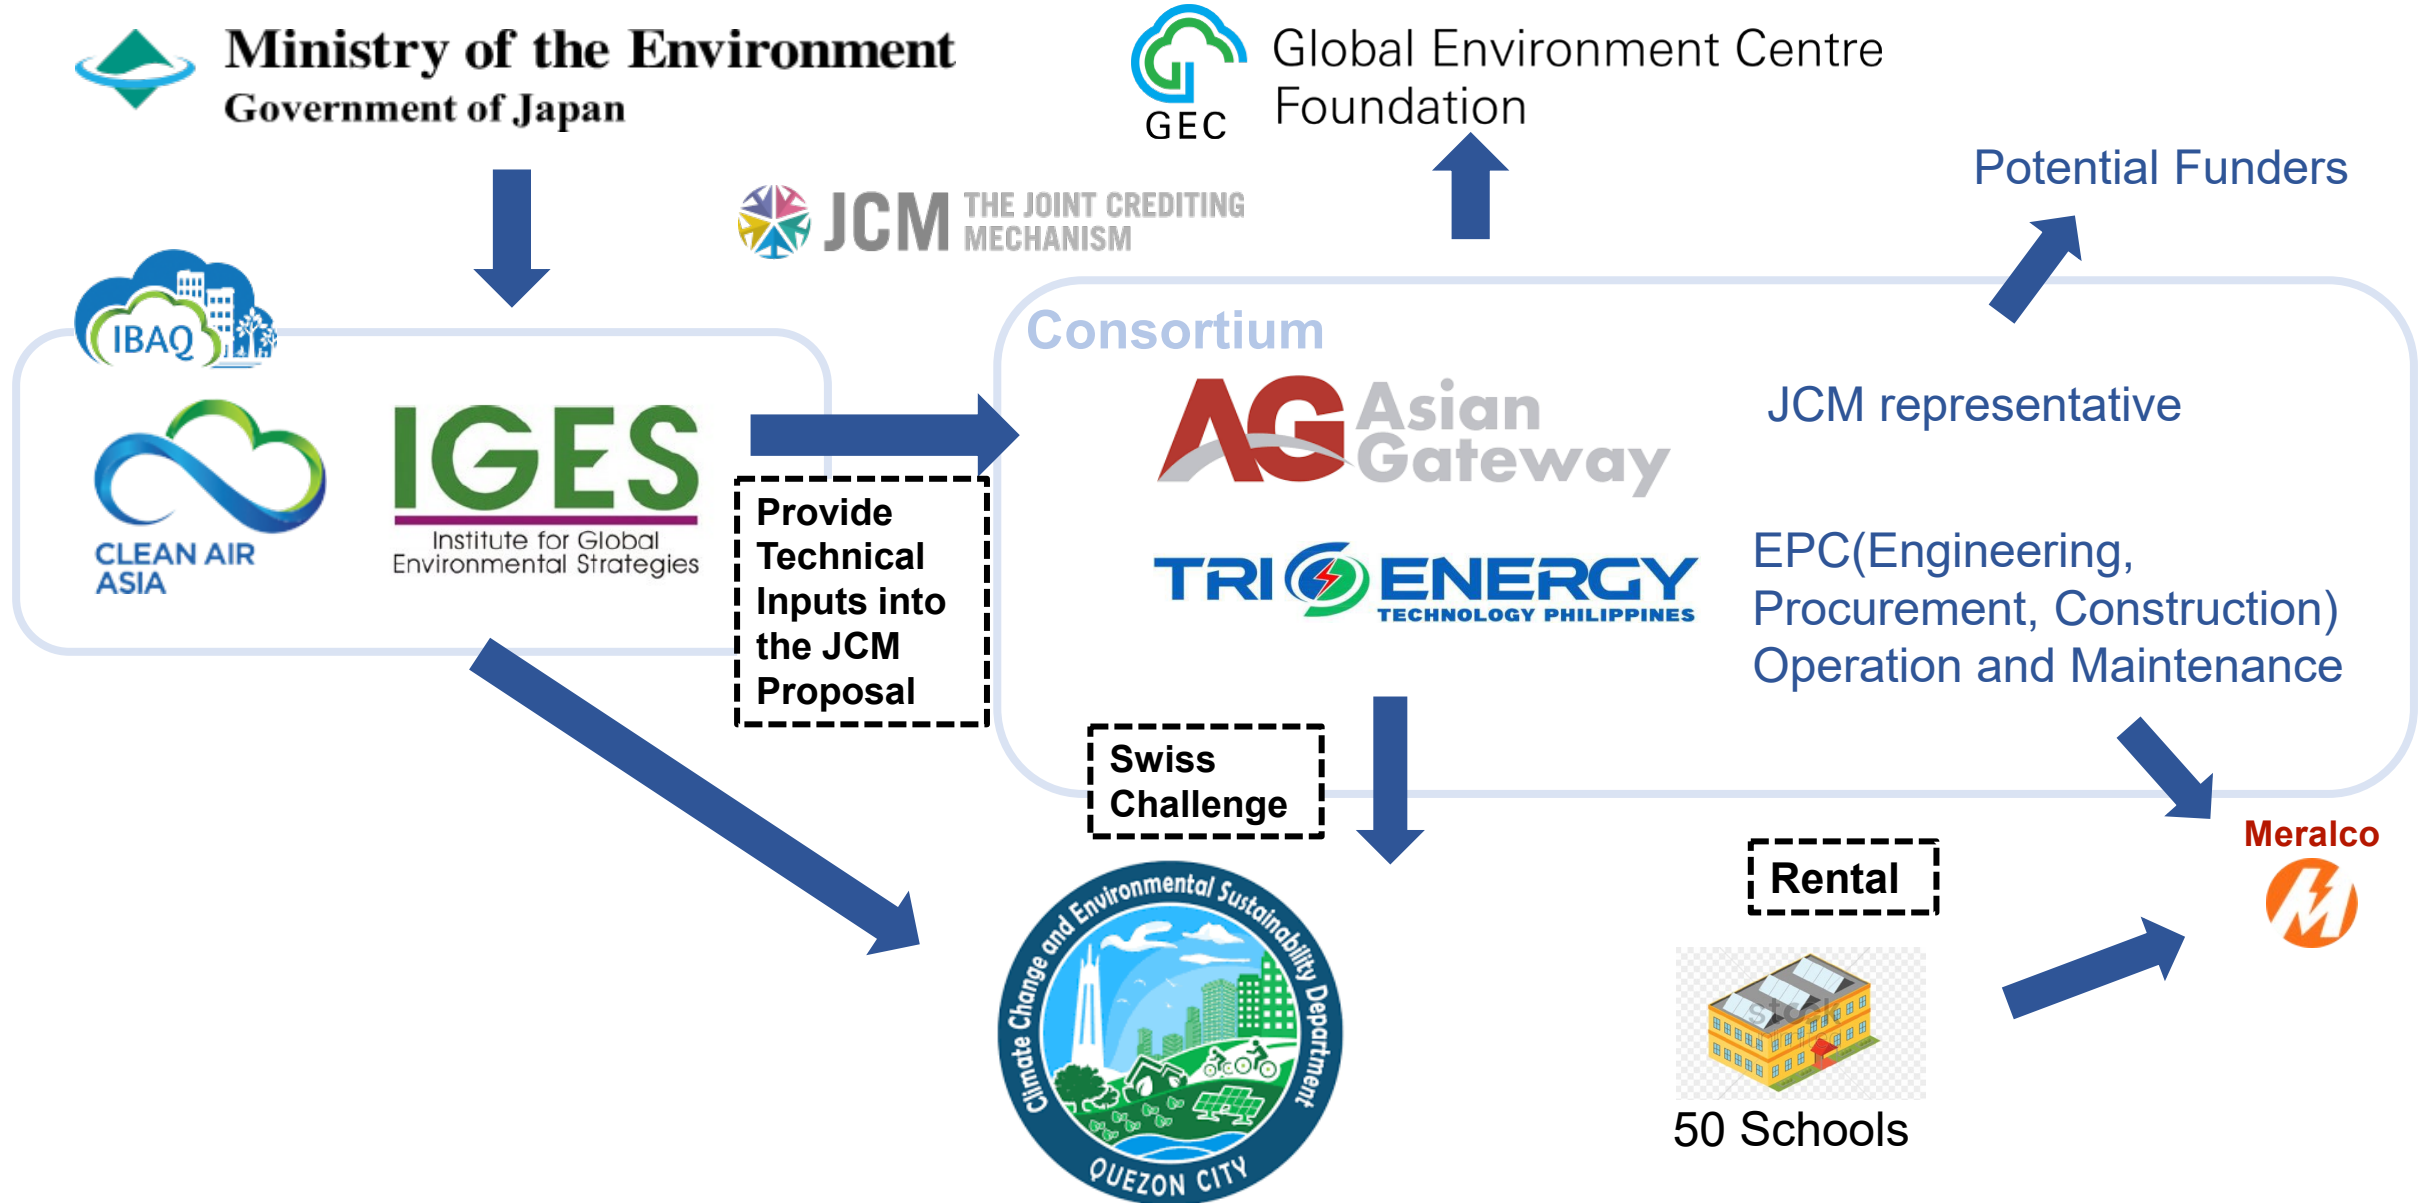 Ministry of the Environment
Government of Japan
GEC
Global Environment Centre
Foundation
Potential Funders
JCM THE JOINT CREDITING
MECHANISM
IBAQ
CLEAN AIR
ASIA
IGES
Institute for Global
Environmental Strategies
Provide
Technical
Inputs into
the JCM
Proposal
Consortium
AG Asian
Gateway
JCM representative
TRI ENERGY
TECHNOLOGY PHILIPPINES
EPC(Engineering,
Procurement, Construction)
Operation and Maintenance
Swiss
Challenge
Climate Change and Environmental Sustainability Department
QUEZON CITY
Rental
stock
50 Schools
Meralco